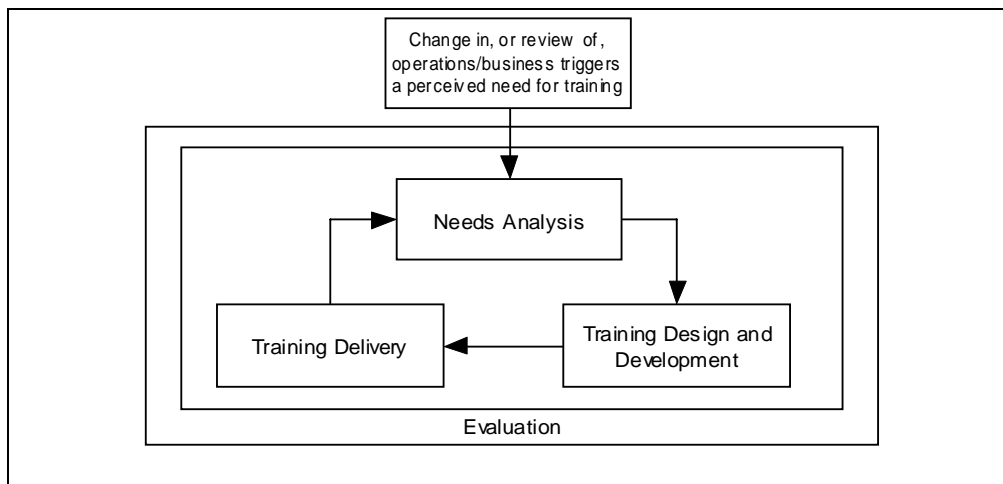 Change in, or review of,
operations/business triggers
a perceived need for training
Needs Analysis
Training Delivery
Training Design and
Development
Evaluation